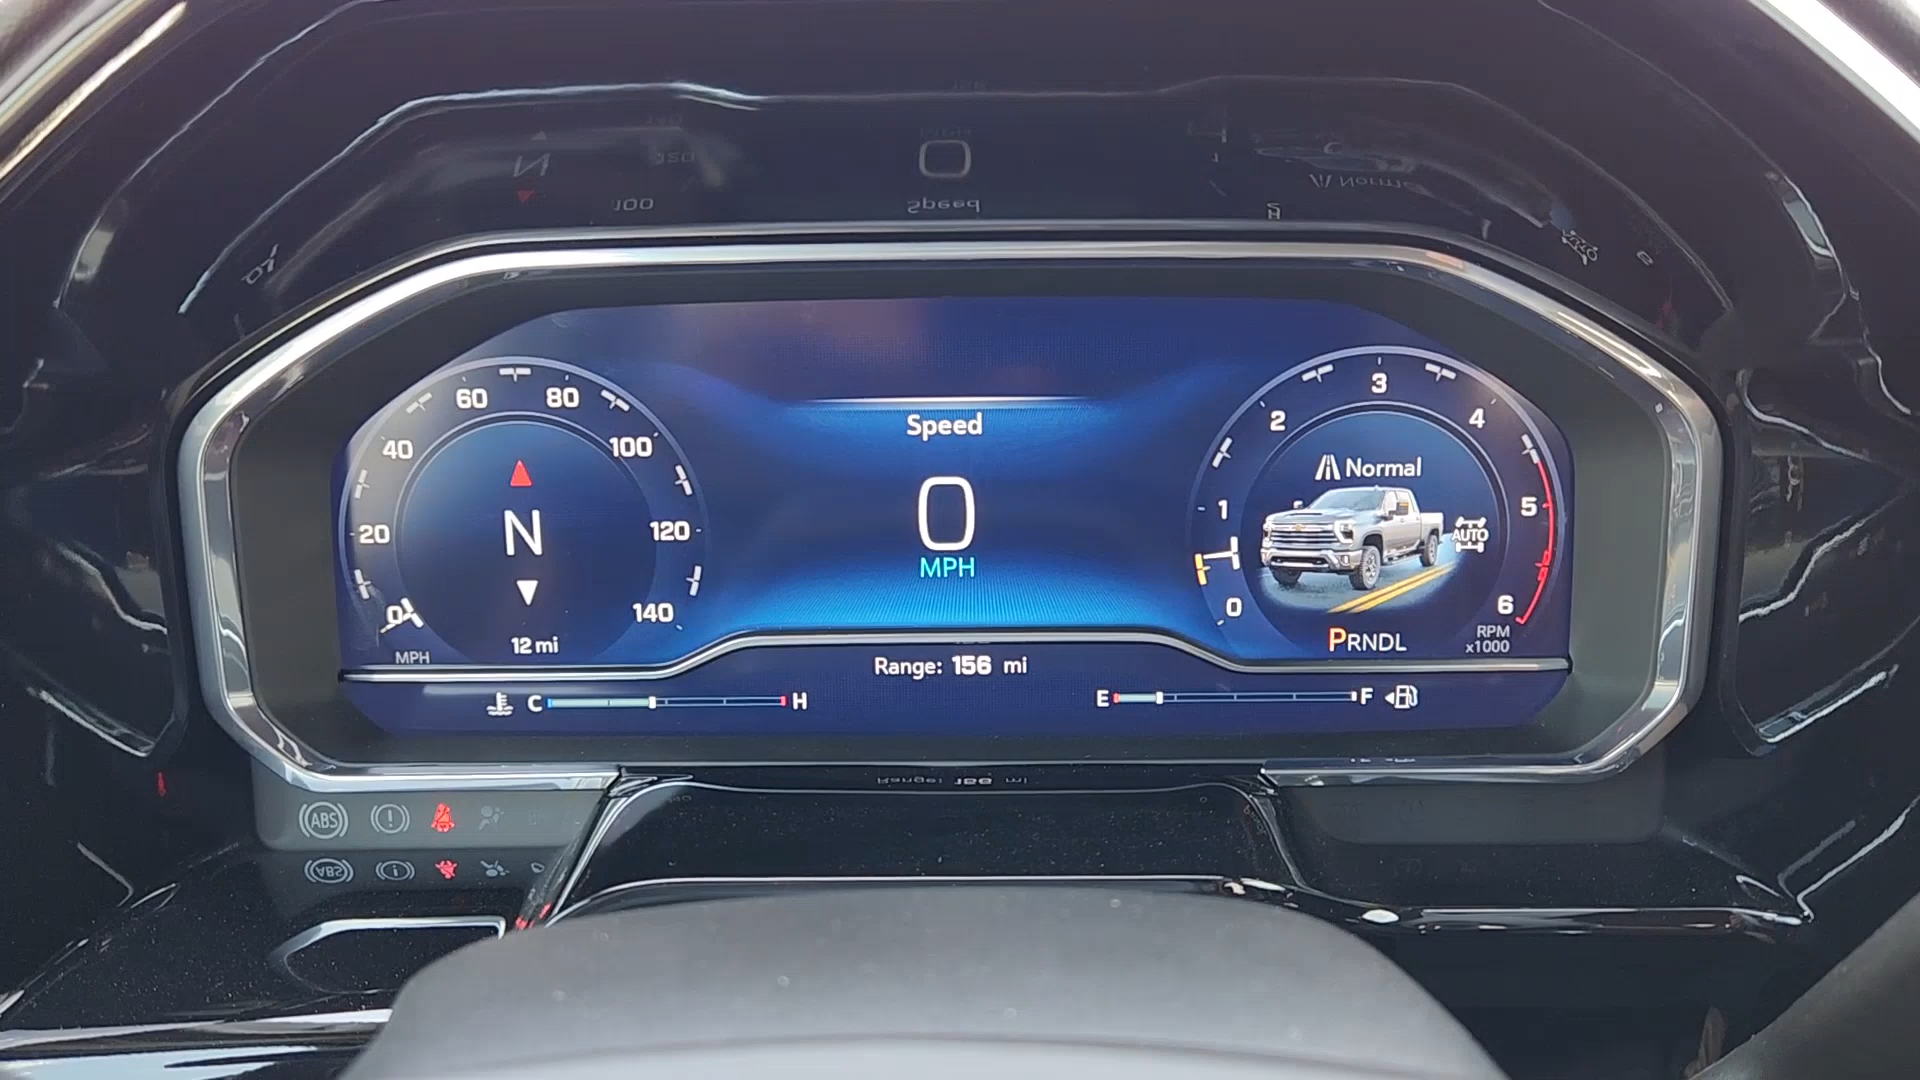 60 80
40 100
20 120
0 140
N
MPH
12 mi
Speed
0
MPH
3
2 4
1 5
0 6
Normal
AUTO
PRNDL
RPM
x1000
Range: 156 mi
C H
E F
ABS